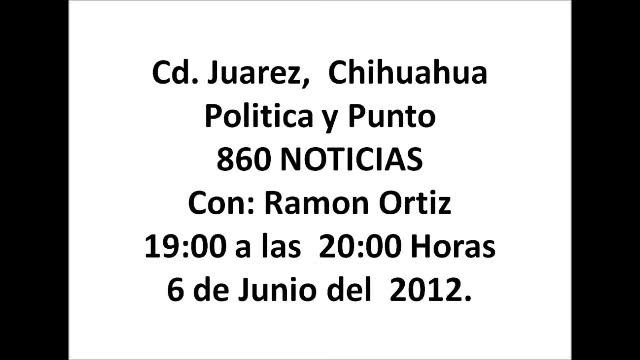 Cd. Juarez,  Chihuahua
Politica y Punto
860 NOTICIAS
Con: Ramon Ortiz
19:00 a las  20:00 Horas
6 de Junio del  2012.